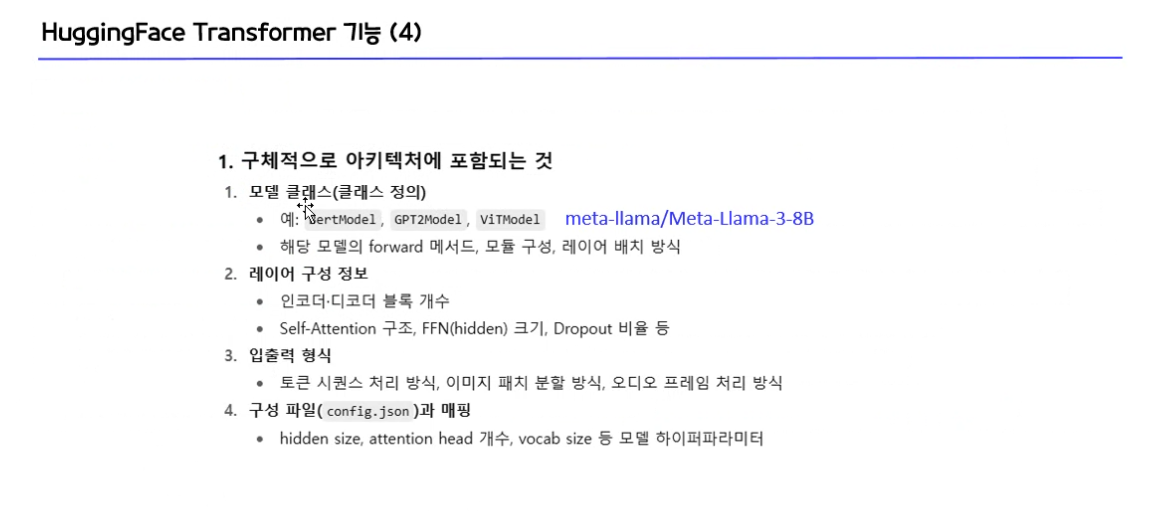 HuggingFace Transformer 기능 (4)
1. 구체적으로 아키텍처에 포함되는 것
1. 모델 클래스(클래스 정의)
• 예: BertModel, GPT2Model, ViTModel meta-llama/Meta-Llama-3-8B
• 해당 모델의 forward 메서드, 모듈 구성, 레이어 배치 방식
2. 레이어 구성 정보
• 인코더·디코더 블록 개수
• Self-Attention 구조, FFN(hidden) 크기, Dropout 비율 등
3. 입출력 형식
• 토큰 시퀀스 처리 방식, 이미지 패치 분할 방식, 오디오 프레임 처리 방식
4. 구성 파일(config.json)과 매핑
• hidden size, attention head 개수, vocab size 등 모델 하이퍼파라미터